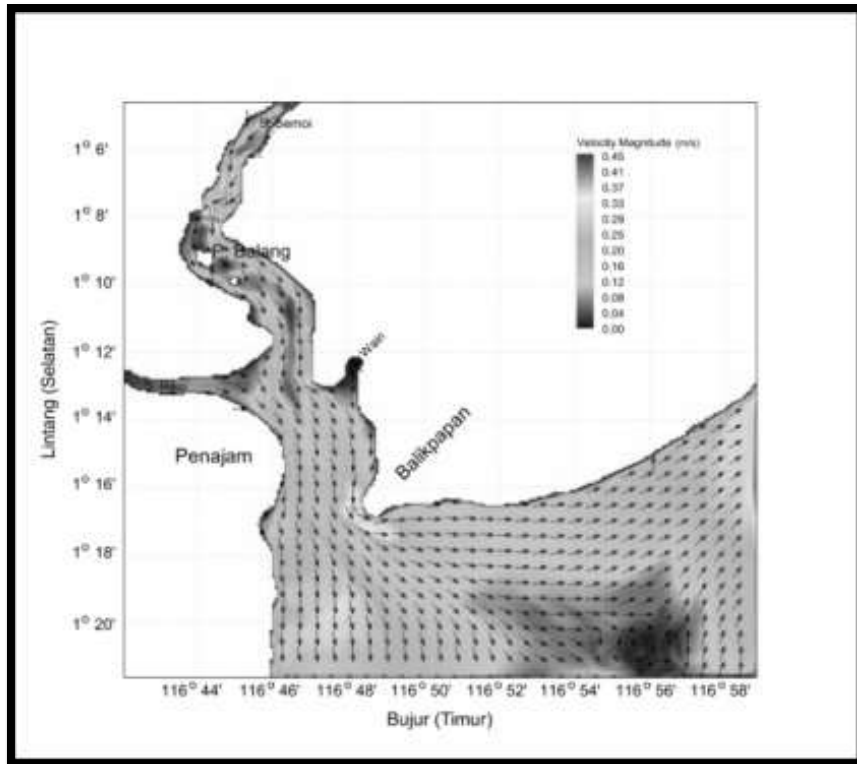 Semoi
Velocity Magnitude (m/s)
0.45
0.41
0.37
0.33
0.29
0.25
0.20
0.16
0.12
0.08
0.04
0.00
1° 6'
1° 8'
P. Balang
1° 10'
1° 12'
Wain
1° 14'
Balikpapan
Penajam
1° 16'
1° 18'
1° 20'
Lintang (Selatan)
116° 44' 116° 46' 116° 48' 116° 50' 116° 52' 116° 54' 116° 56' 116° 58'
Bujur (Timur)